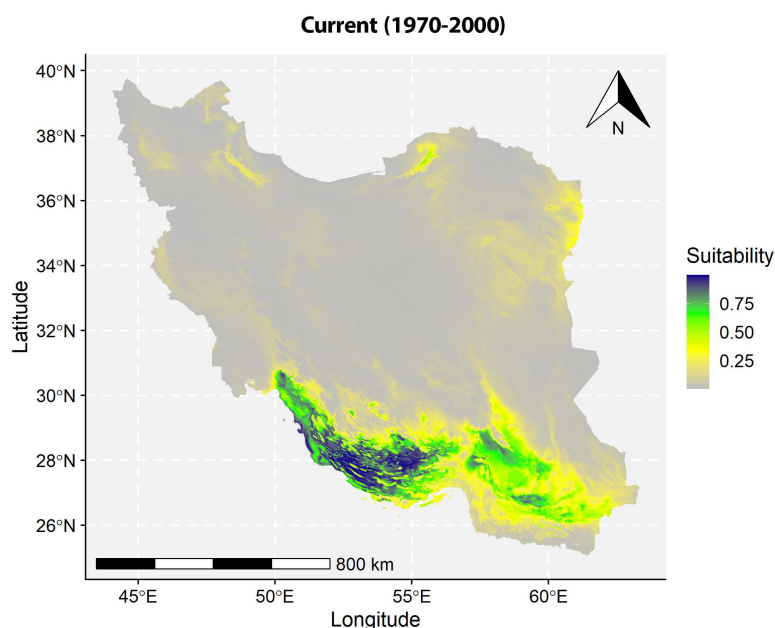 Current (1970-2000)
40°N
38°N
36°N
34°N
32°N
30°N
28°N
26°N
Latitude
N
Suitability
0.75
0.50
0.25
800 km
45°E 50°E 55°E 60°E
Longitude